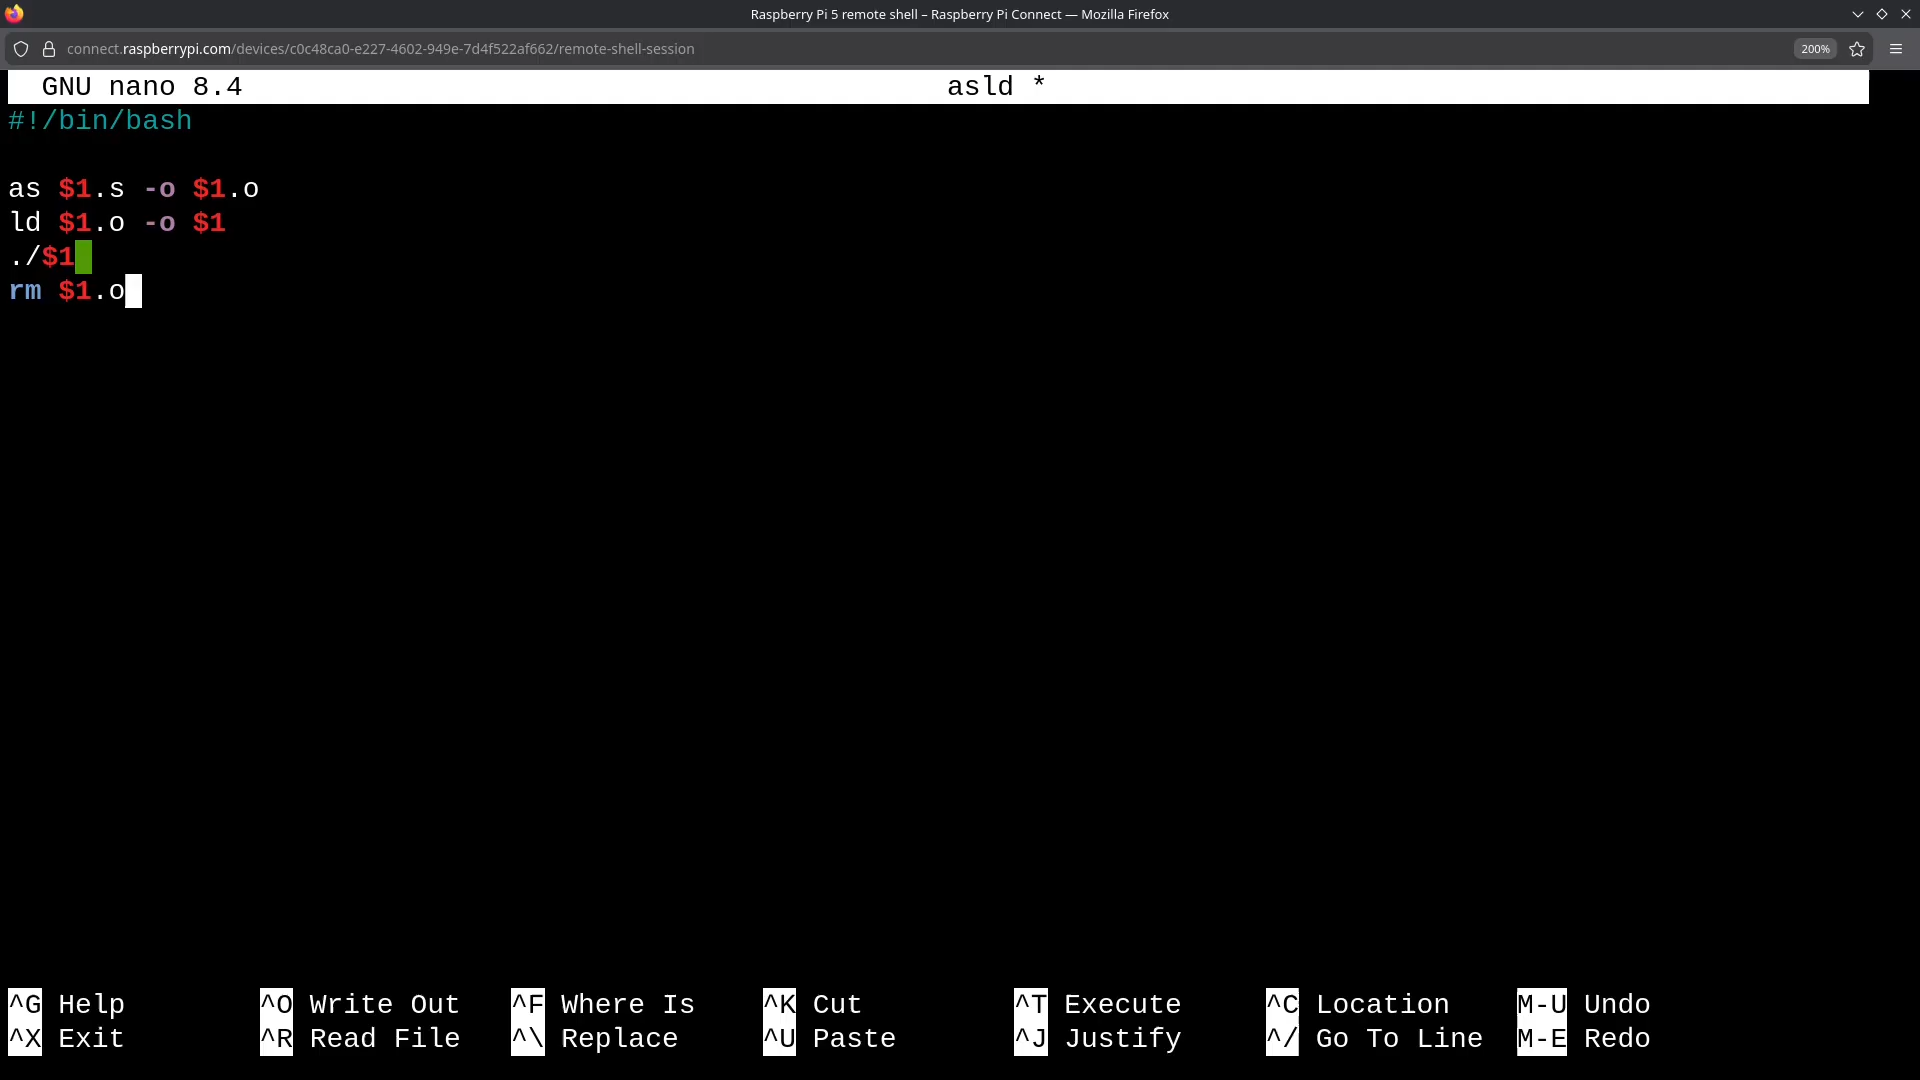 Raspberry Pi 5 remote shell – Raspberry Pi Connect — Mozilla Firefox
connect.raspberrypi.com/devices/c0c48ca0-e227-4602-949e-7d4f522af662/remote-shell-session 200%
GNU nano 8.4 asld *
#!/bin/bash
as $1.s -o $1.o
ld $1.o -o $1
./$1
rm $1.o
^G Help ^O Write Out ^F Where Is ^K Cut ^T Execute ^C Location M-U Undo
^X Exit ^R Read File ^\ Replace ^U Paste ^J Justify ^/ Go To Line M-E Redo